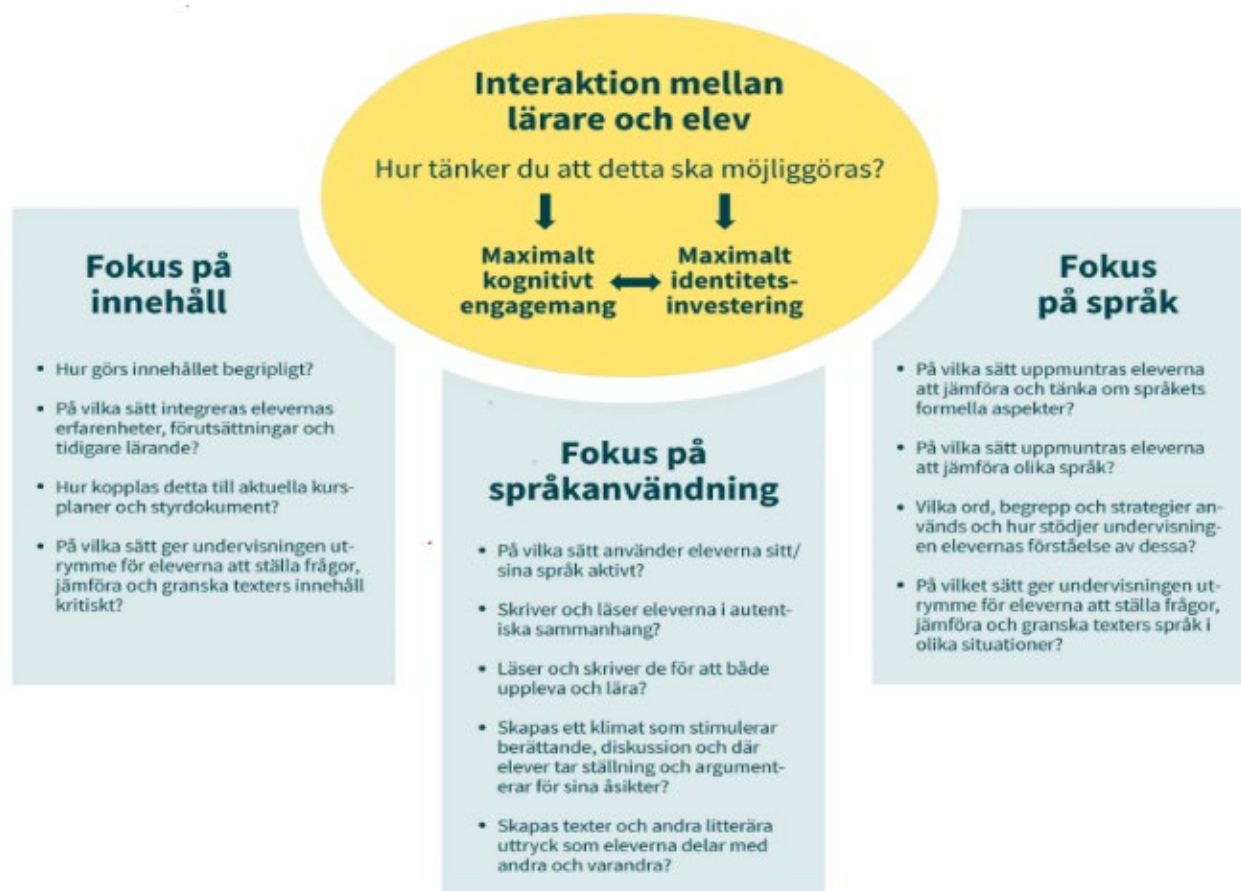 Interaktion mellan
lärare och elev
Hur tänker du att detta ska möjliggöras?
Maximalt
kognitivt
engagemang
Maximalt
identitets-
investering
Fokus på
innehåll
• Hur görs innehållet begripligt?
• På vilka sätt integreras elevernas
erfarenheter, förutsättningar och
tidigare lärande?
• Hur kopplas detta till aktuella kurs-
planer och styrdokument?
• På vilka sätt ger undervisningen ut-
rymme för eleverna att ställa frågor,
jämföra och granska texters innehåll
kritiskt?
Fokus på
språkanvändning
• På vilka sätt använder eleverna sitt/
sina språk aktivt?
• Skriver och läser eleverna i autent-
iska sammanhang?
• Läser och skriver de för att både
uppleva och lära?
• Skapas ett klimat som stimulerar
berättande, diskussion och där
elever tar ställning och argument-
erar för sina åsikter?
• Skapas texter och andra litterära
uttryck som eleverna delar med
andra och varandra?
Fokus
på språk
• På vilka sätt uppmuntras eleverna
att jämföra och tänka om språkets
formella aspekter?
• På vilka sätt uppmuntras eleverna
att jämföra olika språk?
• Vilka ord, begrepp och strategier an-
vänds och hur stödjer undervisning-
en elevernas förståelse av dessa?
• På vilket sätt ger undervisningen ut-
rymme för eleverna att ställa frågor,
jämföra och granska texters språk i
olika situationer?